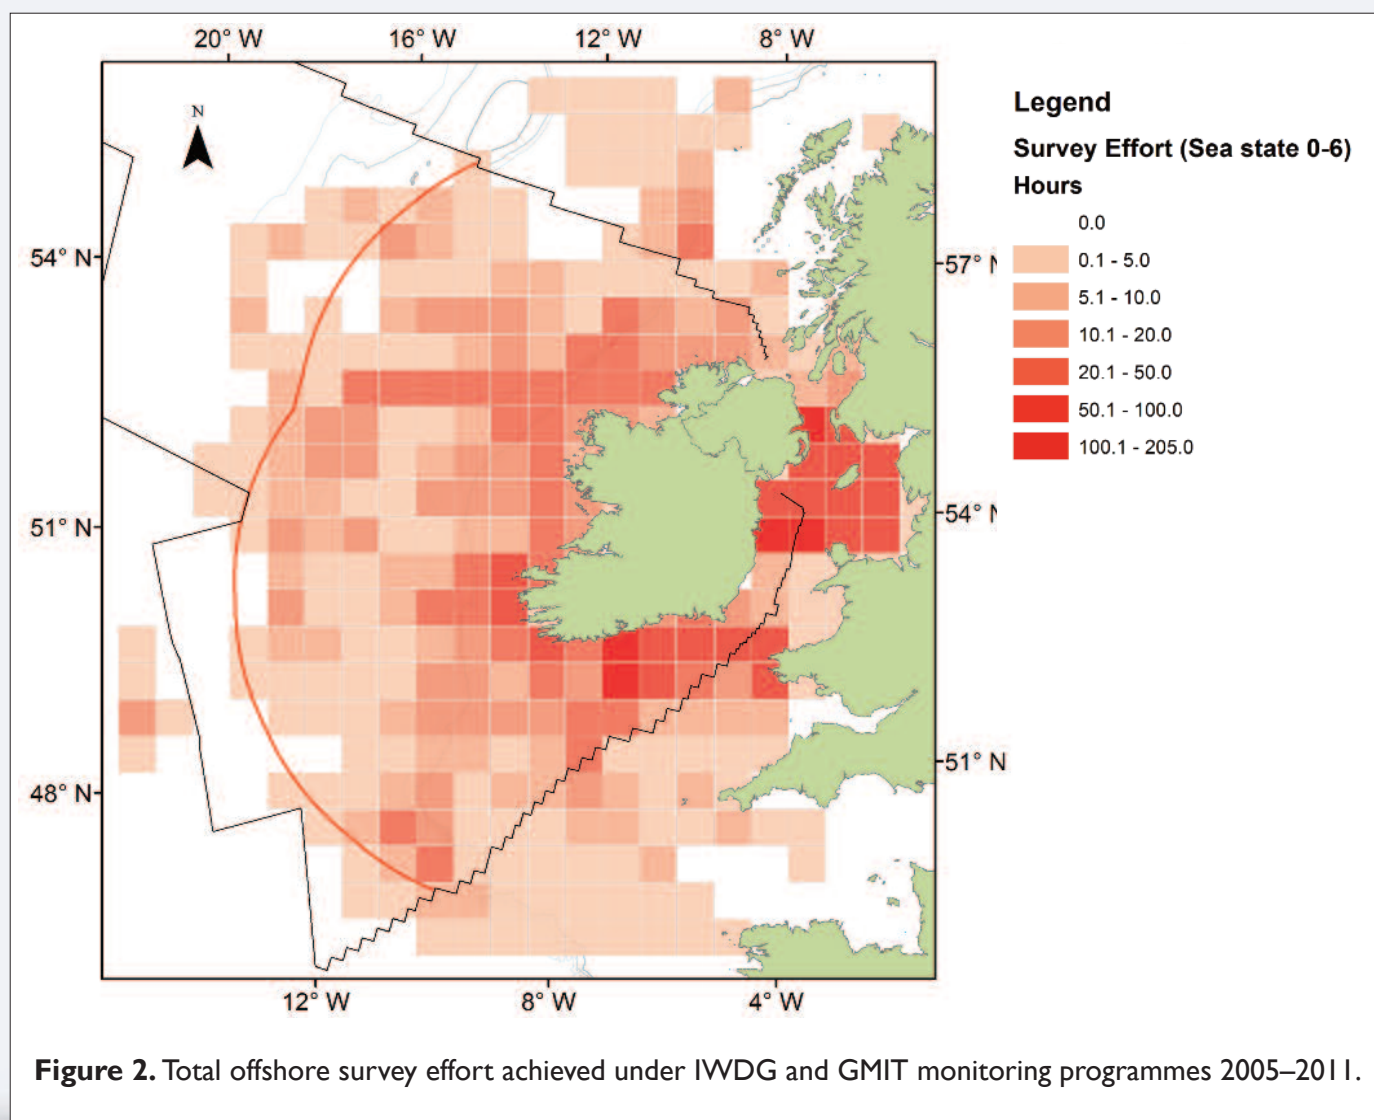 20° W 16° W 12° W 8° W
N
54° N
57° N
51° N
54° N
51° N
48° N
12° W 8° W 4° W
Legend
Survey Effort (Sea state 0-6)
Hours
0.0
0.1 - 5.0
5.1 - 10.0
10.1 - 20.0
20.1 - 50.0
50.1 - 100.0
100.1 - 205.0
Figure 2. Total offshore survey effort achieved under IWDG and GMIT monitoring programmes 2005–2011.